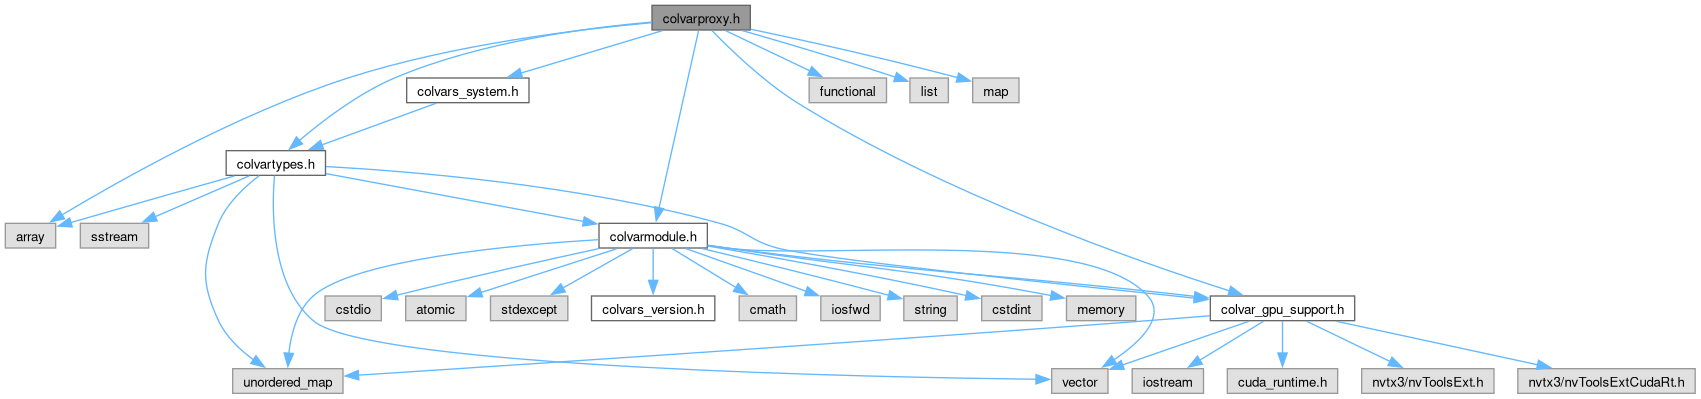 colvarproxy.h
colvars_system.h
functional
list
map
colvartypes.h
array
sstream
colvarmodule.h
cstdio
atomic
stdexcept
colvars_version.h
cmath
iosfwd
string
cstdint
memory
colvar_gpu_support.h
unordered_map
vector
iostream
cuda_runtime.h
nvtx3/nvToolsExt.h
nvtx3/nvToolsExtCudaRt.h